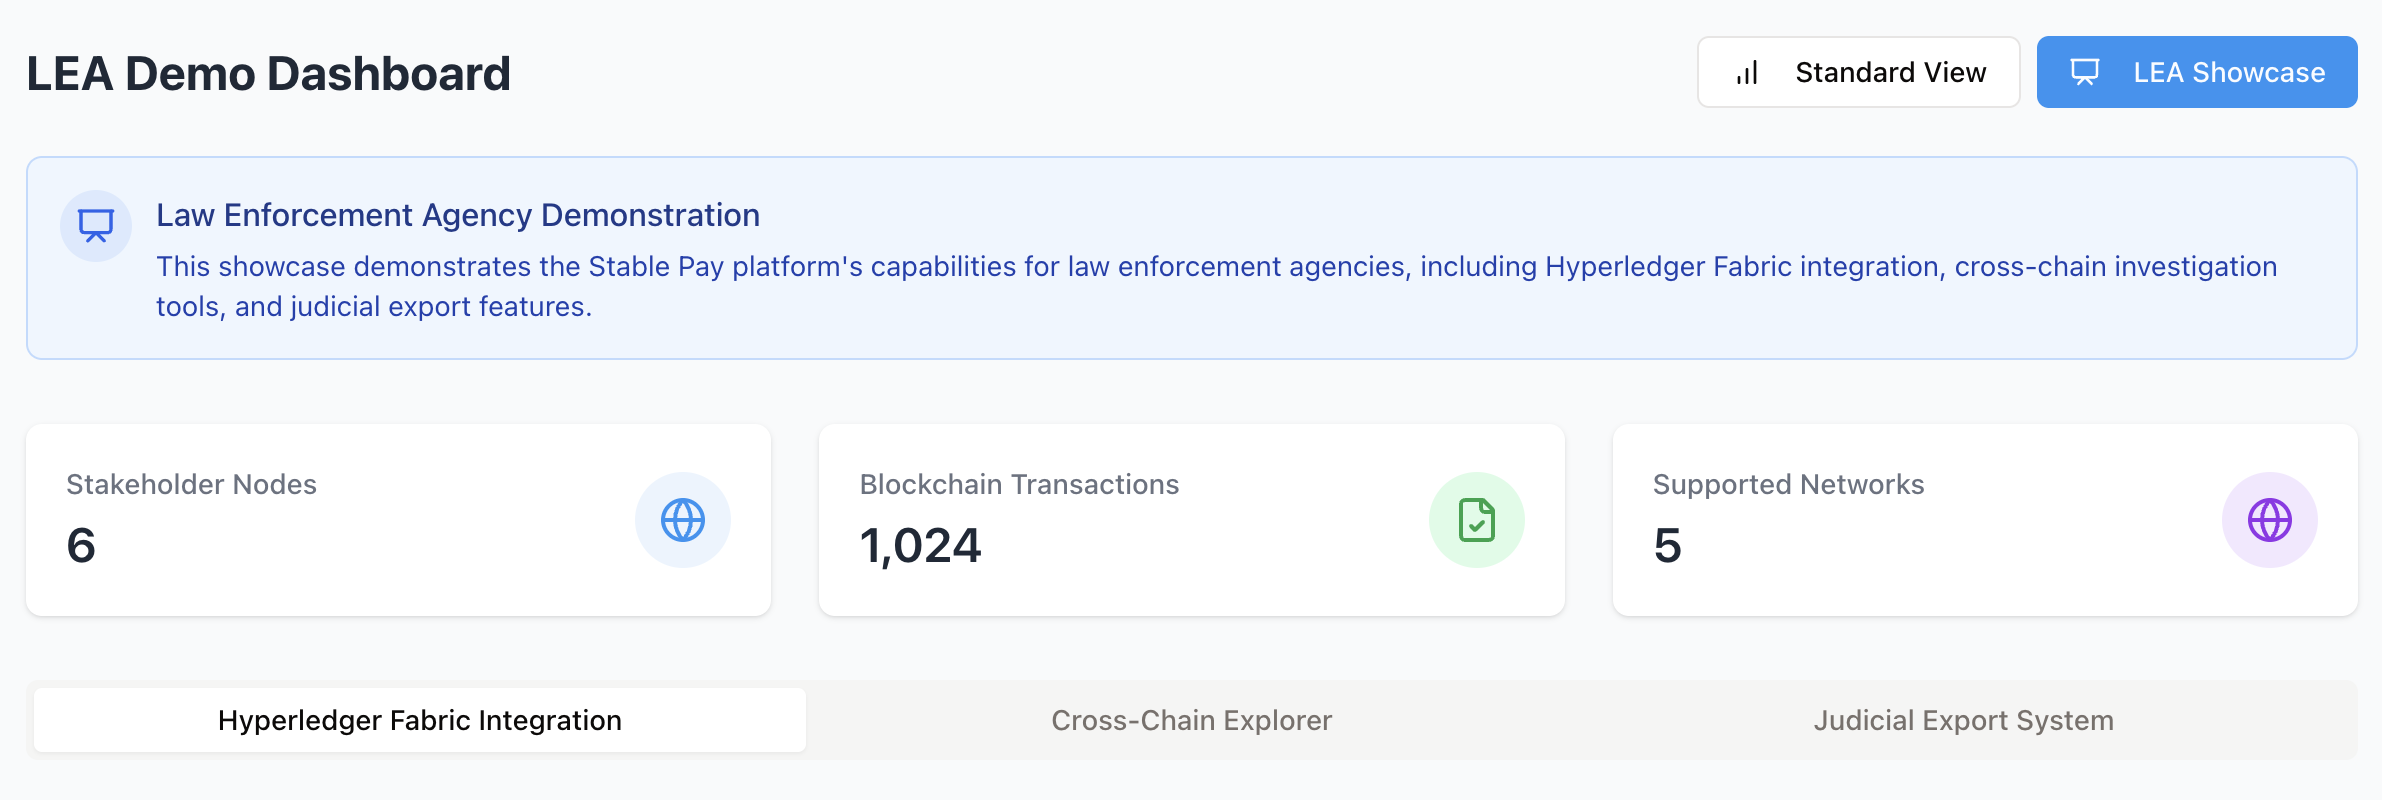 LEA Demo Dashboard
Standard View
LEA Showcase
Law Enforcement Agency Demonstration
This showcase demonstrates the Stable Pay platform's capabilities for law enforcement agencies, including Hyperledger Fabric integration, cross-chain investigation
tools, and judicial export features.
Stakeholder Nodes
6
Blockchain Transactions
1,024
Supported Networks
5
Hyperledger Fabric Integration
Cross-Chain Explorer
Judicial Export System